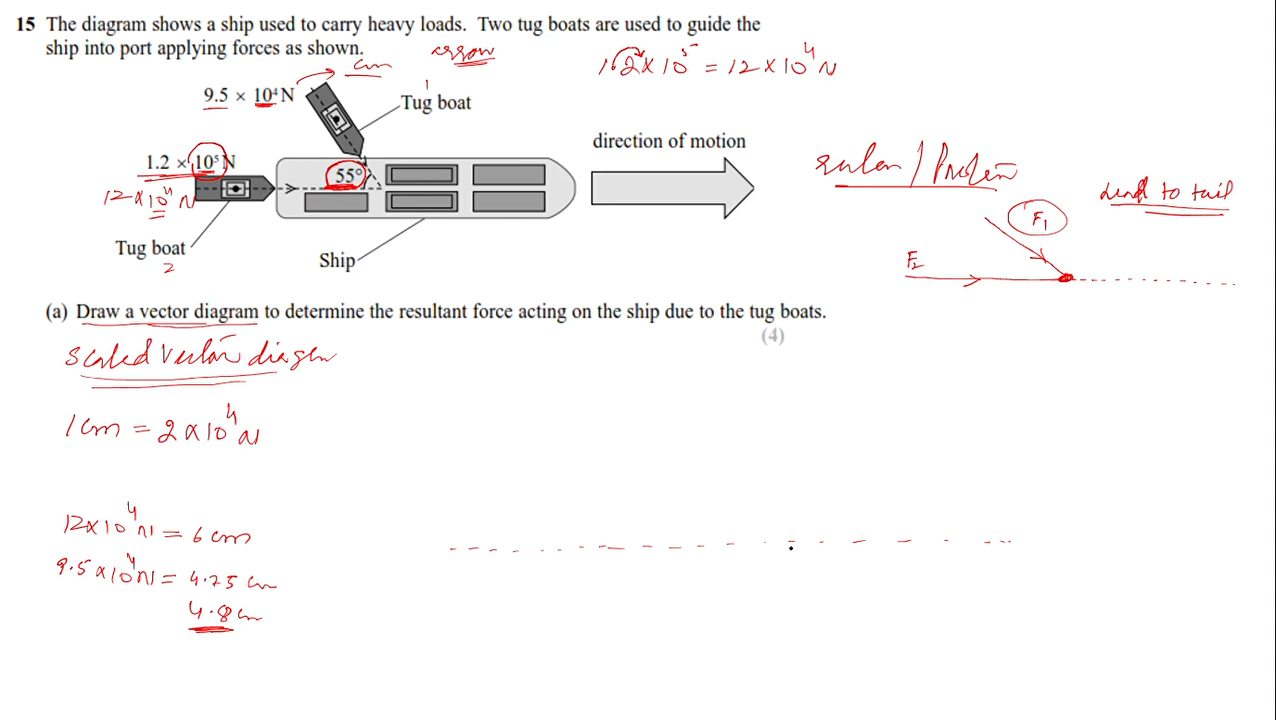 15 The diagram shows a ship used to carry heavy loads. Two tug boats are used to guide the
ship into port applying forces as shown.
arrow
cm
1.2 × 10⁵ = 12 × 10⁴ N
9.5 × 10⁴ N
1
Tug boat
direction of motion
1.2 × 10⁵ N
55°
12 × 10⁴ N
Tug boat
2
Ship
head to tail
F₁
F₂
(a) Draw a vector diagram to determine the resultant force acting on the ship due to the tug boats.
(4)
scaled vector
1 cm = 2 × 10⁴ N
12 × 10⁴ N = 6 cm
9.5 × 10⁴ N = 4.75 cm
4.8 cm